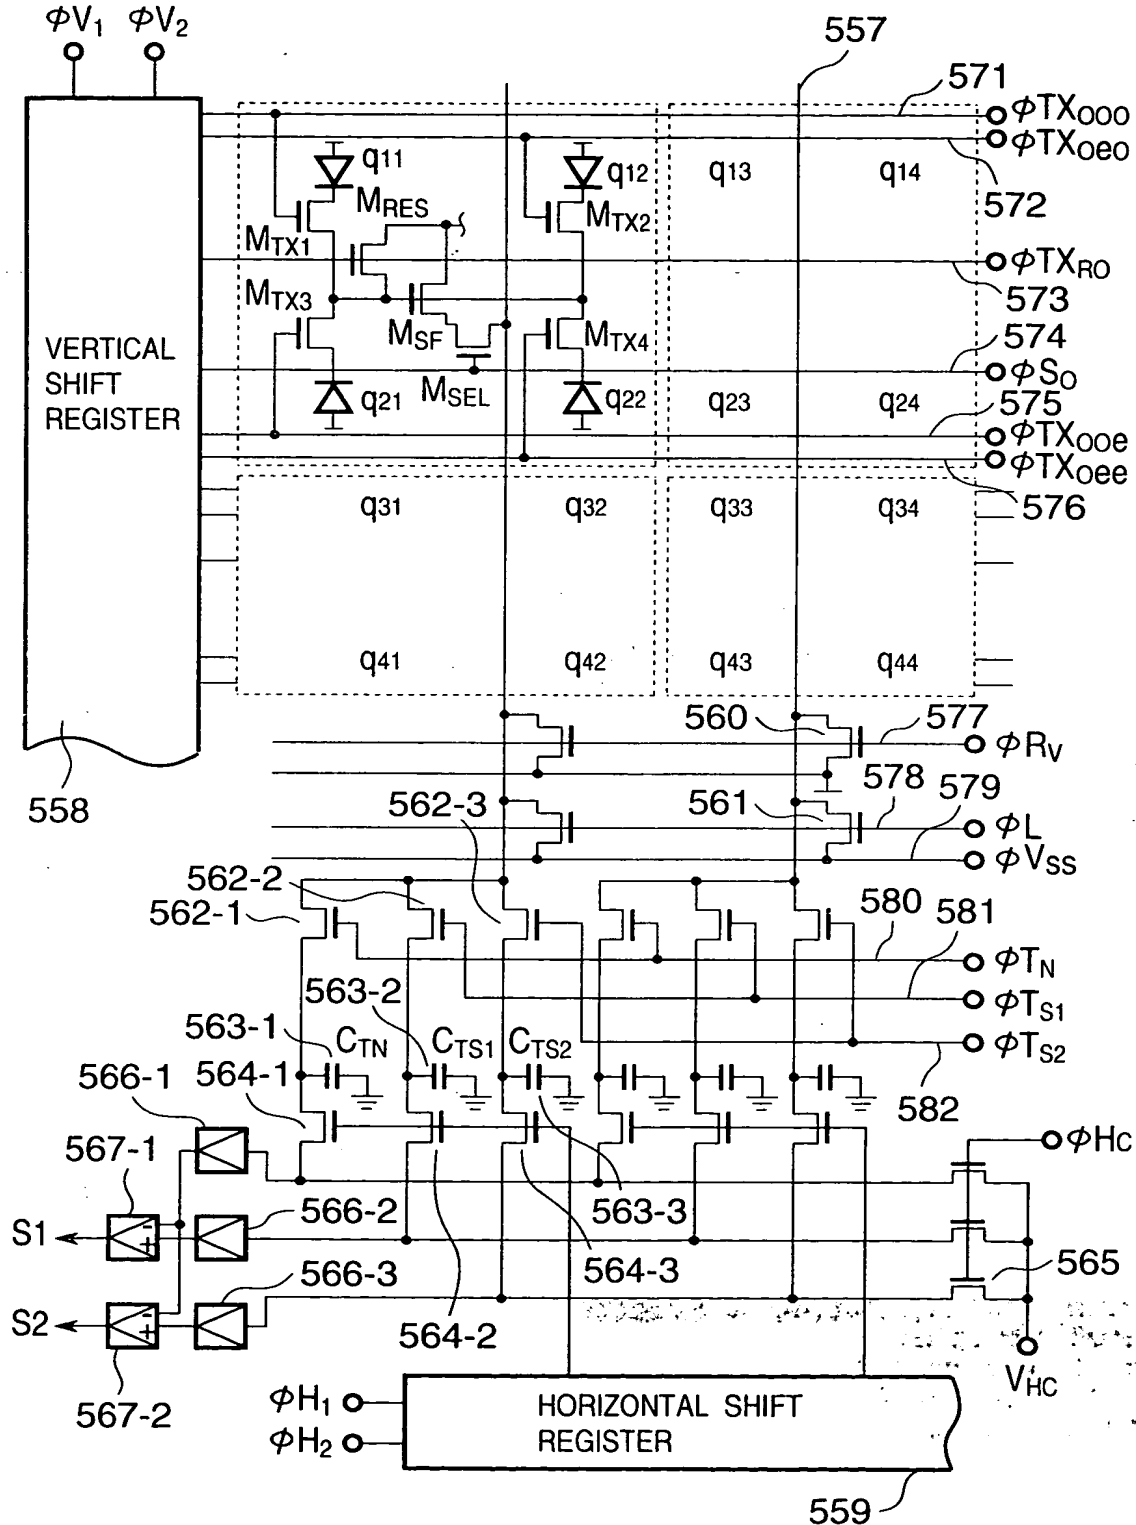 ϕV1 ϕV2
557
571
ϕTXOOO
ϕTXOeO
q11 q12 q13 q14
572
MRES
MTX1 MTX2
ϕTXRO
573
MTX3
MSF MTX4
574
VERTICAL
SHIFT
REGISTER
ϕSO
MSEL
q21 q22 q23 q24
575
ϕTXOOe
ϕTXOee
576
q31 q32 q33 q34
q41 q42 q43 q44
560 577
ϕRV
558
562-3 561 578 579
ϕL
ϕVSS
562-2
562-1
580 581
ϕTN
563-2
ϕTS1
563-1
CTN CTS1 CTS2
ϕTS2
564-1
566-1
582
567-1
ϕHC
566-2 563-3
S1
566-3 564-3 565
S2
564-2
VHC
567-2
ϕH1
ϕH2
HORIZONTAL SHIFT
REGISTER
559